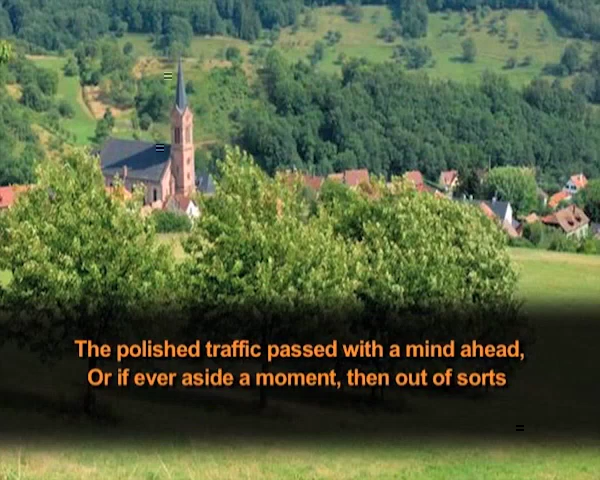 The polished traffic passed with a mind ahead,
Or if ever aside a moment, then out of sorts